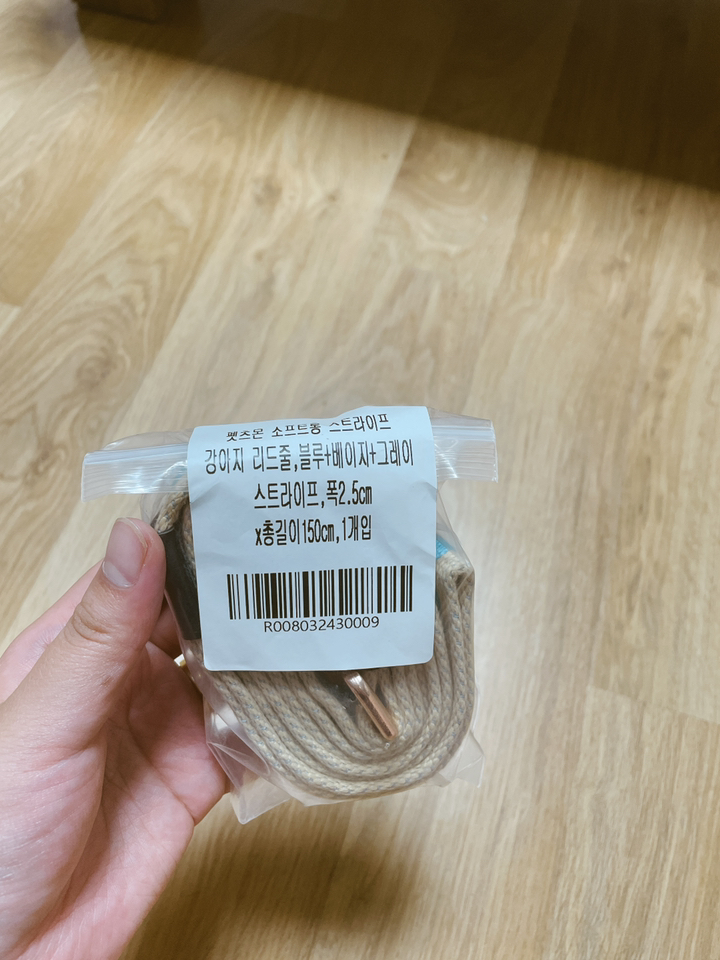 펫츠몬 소프트동 스트라이프
강아지 리드줄,블루+베이지+그레이
스트라이프,폭2.5cm
x총길이150cm,1개입
R008032430009